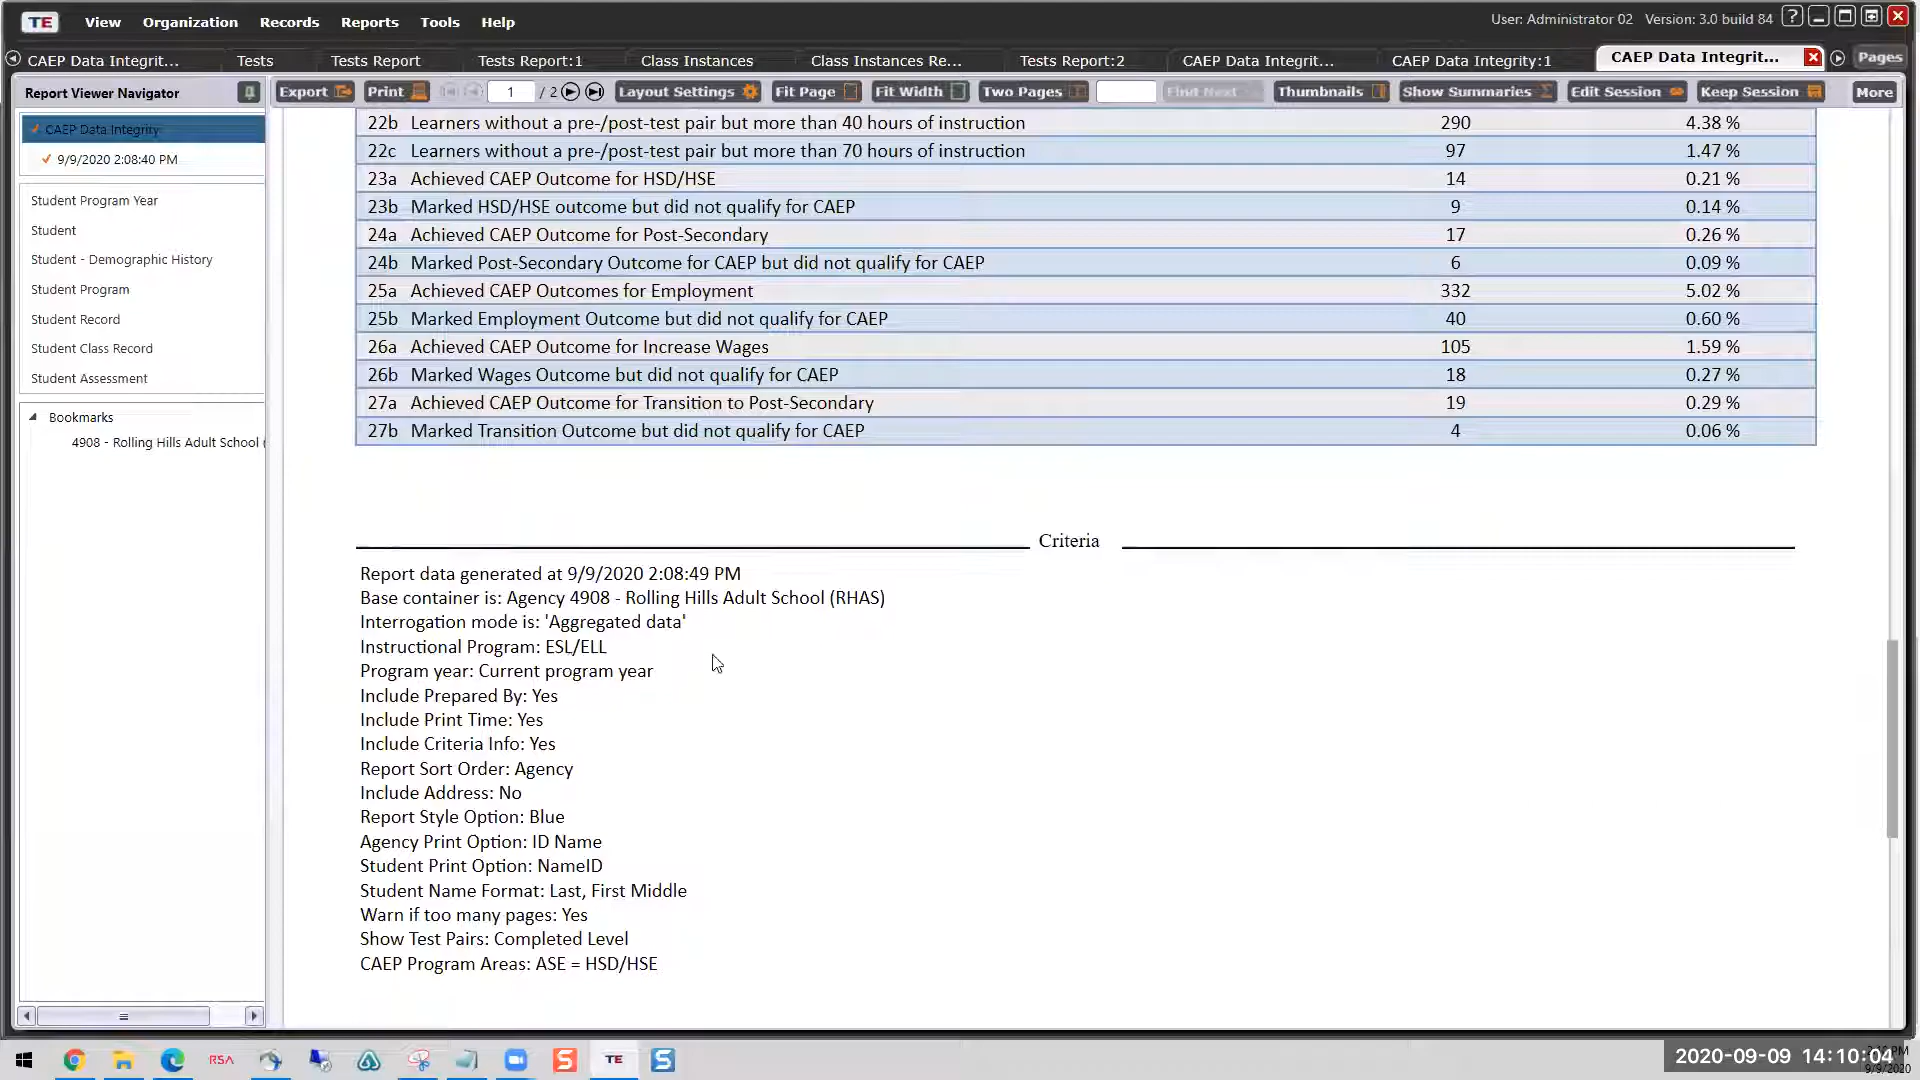 TE View Organization Records Reports Tools Help User: Administrator 02 Version: 3.0 build 84
CAEP Data Integrit... Tests Tests Report Tests Report:1 Class Instances Class Instances Re... Tests Report:2 CAEP Data Integrit... CAEP Data Integrity:1 CAEP Data Integrit... Pages
Report Viewer Navigator
Export Print 1 / 2 Layout Settings Fit Page Fit Width Two Pages Find Next Thumbnails Show Summaries Edit Session Keep Session More
CAEP Data Integrity
9/9/2020 2:08:40 PM
Student Program Year
Student
Student - Demographic History
Student Program
Student Record
Student Class Record
Student Assessment
Bookmarks
4908 - Rolling Hills Adult School (
22b Learners without a pre-/post-test pair but more than 40 hours of instruction 290 4.38 %
22c Learners without a pre-/post-test pair but more than 70 hours of instruction 97 1.47 %
23a Achieved CAEP Outcome for HSD/HSE 14 0.21 %
23b Marked HSD/HSE outcome but did not qualify for CAEP 9 0.14 %
24a Achieved CAEP Outcome for Post-Secondary 17 0.26 %
24b Marked Post-Secondary Outcome for CAEP but did not qualify for CAEP 6 0.09 %
25a Achieved CAEP Outcomes for Employment 332 5.02 %
25b Marked Employment Outcome but did not qualify for CAEP 40 0.60 %
26a Achieved CAEP Outcome for Increase Wages 105 1.59 %
26b Marked Wages Outcome but did not qualify for CAEP 18 0.27 %
27a Achieved CAEP Outcome for Transition to Post-Secondary 19 0.29 %
27b Marked Transition Outcome but did not qualify for CAEP 4 0.06 %
Criteria
Report data generated at 9/9/2020 2:08:49 PM
Base container is: Agency 4908 - Rolling Hills Adult School (RHAS)
Interrogation mode is: 'Aggregated data'
Instructional Program: ESL/ELL
Program year: Current program year
Include Prepared By: Yes
Include Print Time: Yes
Include Criteria Info: Yes
Report Sort Order: Agency
Include Address: No
Report Style Option: Blue
Agency Print Option: ID Name
Student Print Option: NameID
Student Name Format: Last, First Middle
Warn if too many pages: Yes
Show Test Pairs: Completed Level
CAEP Program Areas: ASE = HSD/HSE
RSA S TE S
2020-09-09 14:10:04
9/9/2020